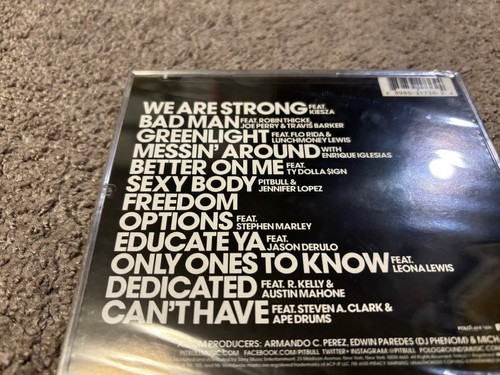 WE ARE STRONG FEAT. KIESZA
BAD MAN FEAT. ROBIN THICKE, JOE PERRY & TRAVIS BARKER
GREENLIGHT FEAT. FLO RIDA & LUNCHMONEY LEWIS
MESSIN' AROUND WITH ENRIQUE IGLESIAS
BETTER ON ME FEAT. TY DOLLA $IGN
SEXY BODY PITBULL & JENNIFER LOPEZ
FREEDOM
OPTIONS FEAT. STEPHEN MARLEY
EDUCATE YA FEAT. JASON DERULO
ONLY ONES TO KNOW FEAT. LEONA LEWIS
DEDICATED FEAT. R. KELLY & AUSTIN MAHONE
CAN'T HAVE FEAT. STEVEN A. CLARK & APE DRUMS
PRODUCERS: ARMANDO C. PEREZ, EDWIN PAREDES (DJ PHENOM) & MICH
PITBULLMUSIC.COM FACEBOOK.COM/PITBULL TWITTER+INSTAGRAM:@PITBULL POLOGROUNDMUSIC.COM